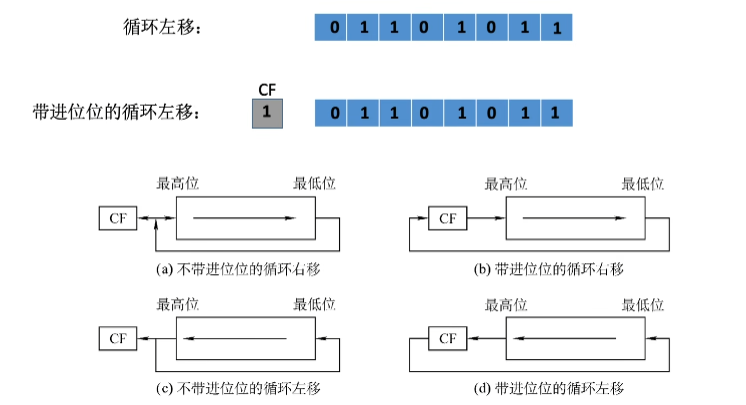 循环左移： 0 1 1 0 1 0 1 1
CF
带进位位的循环左移： 1 0 1 1 0 1 0 1 1
最高位 最低位 最高位 最低位
CF CF
(a) 不带进位位的循环右移 (b) 带进位位的循环右移
最高位 最低位 最高位 最低位
CF CF
(c) 不带进位位的循环左移 (d) 带进位位的循环左移